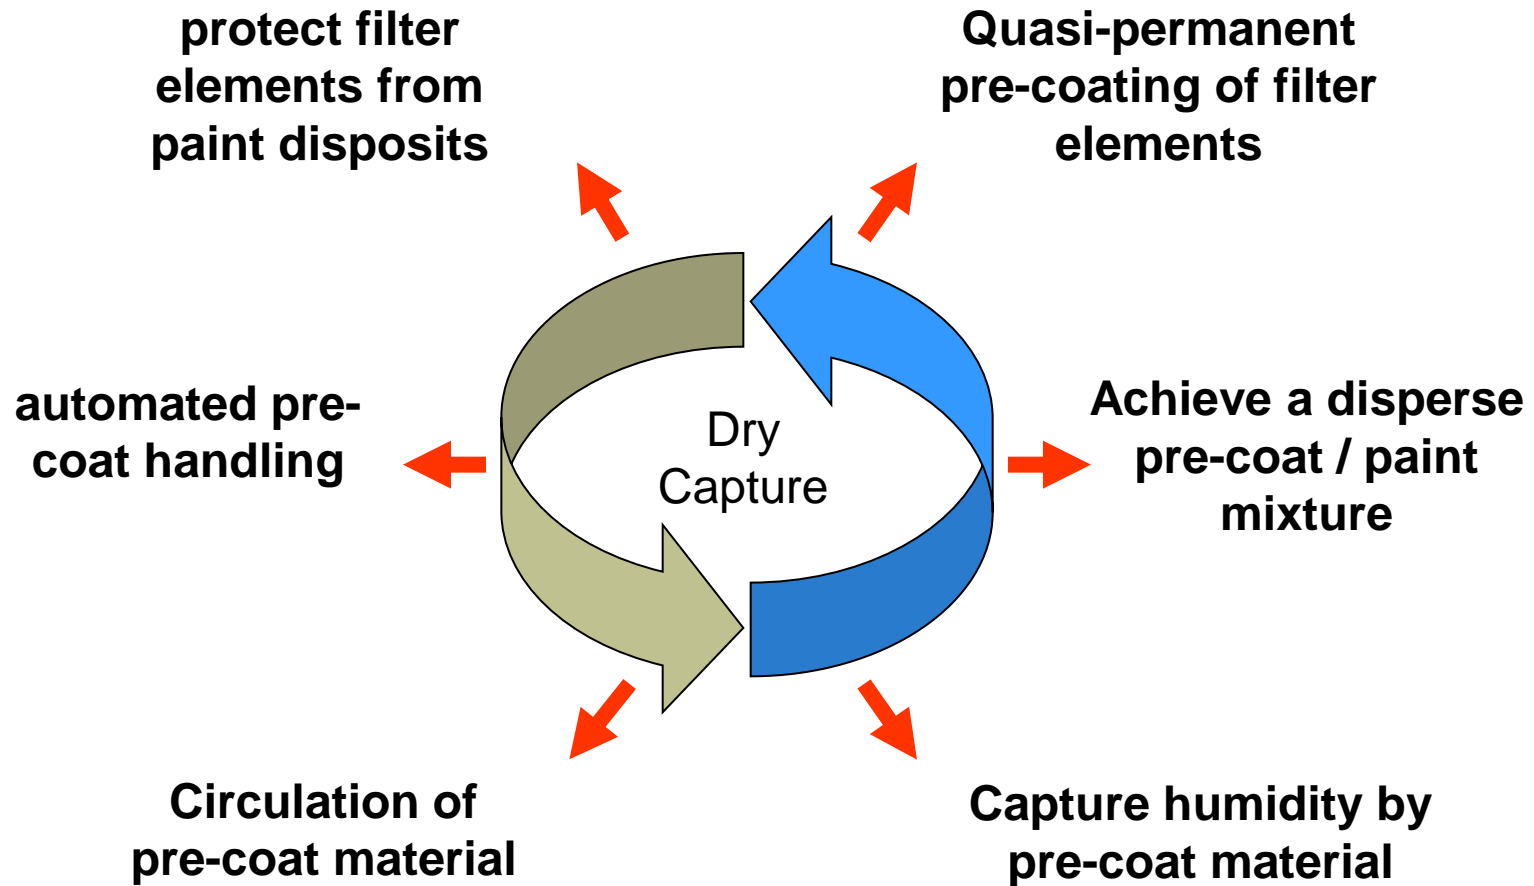 protect filter
elements from
paint disposits
Quasi-permanent
pre-coating of filter
elements
automated pre-
coat handling
Dry
Capture
Achieve a disperse
pre-coat / paint
mixture
Circulation of
pre-coat material
Capture humidity by
pre-coat material